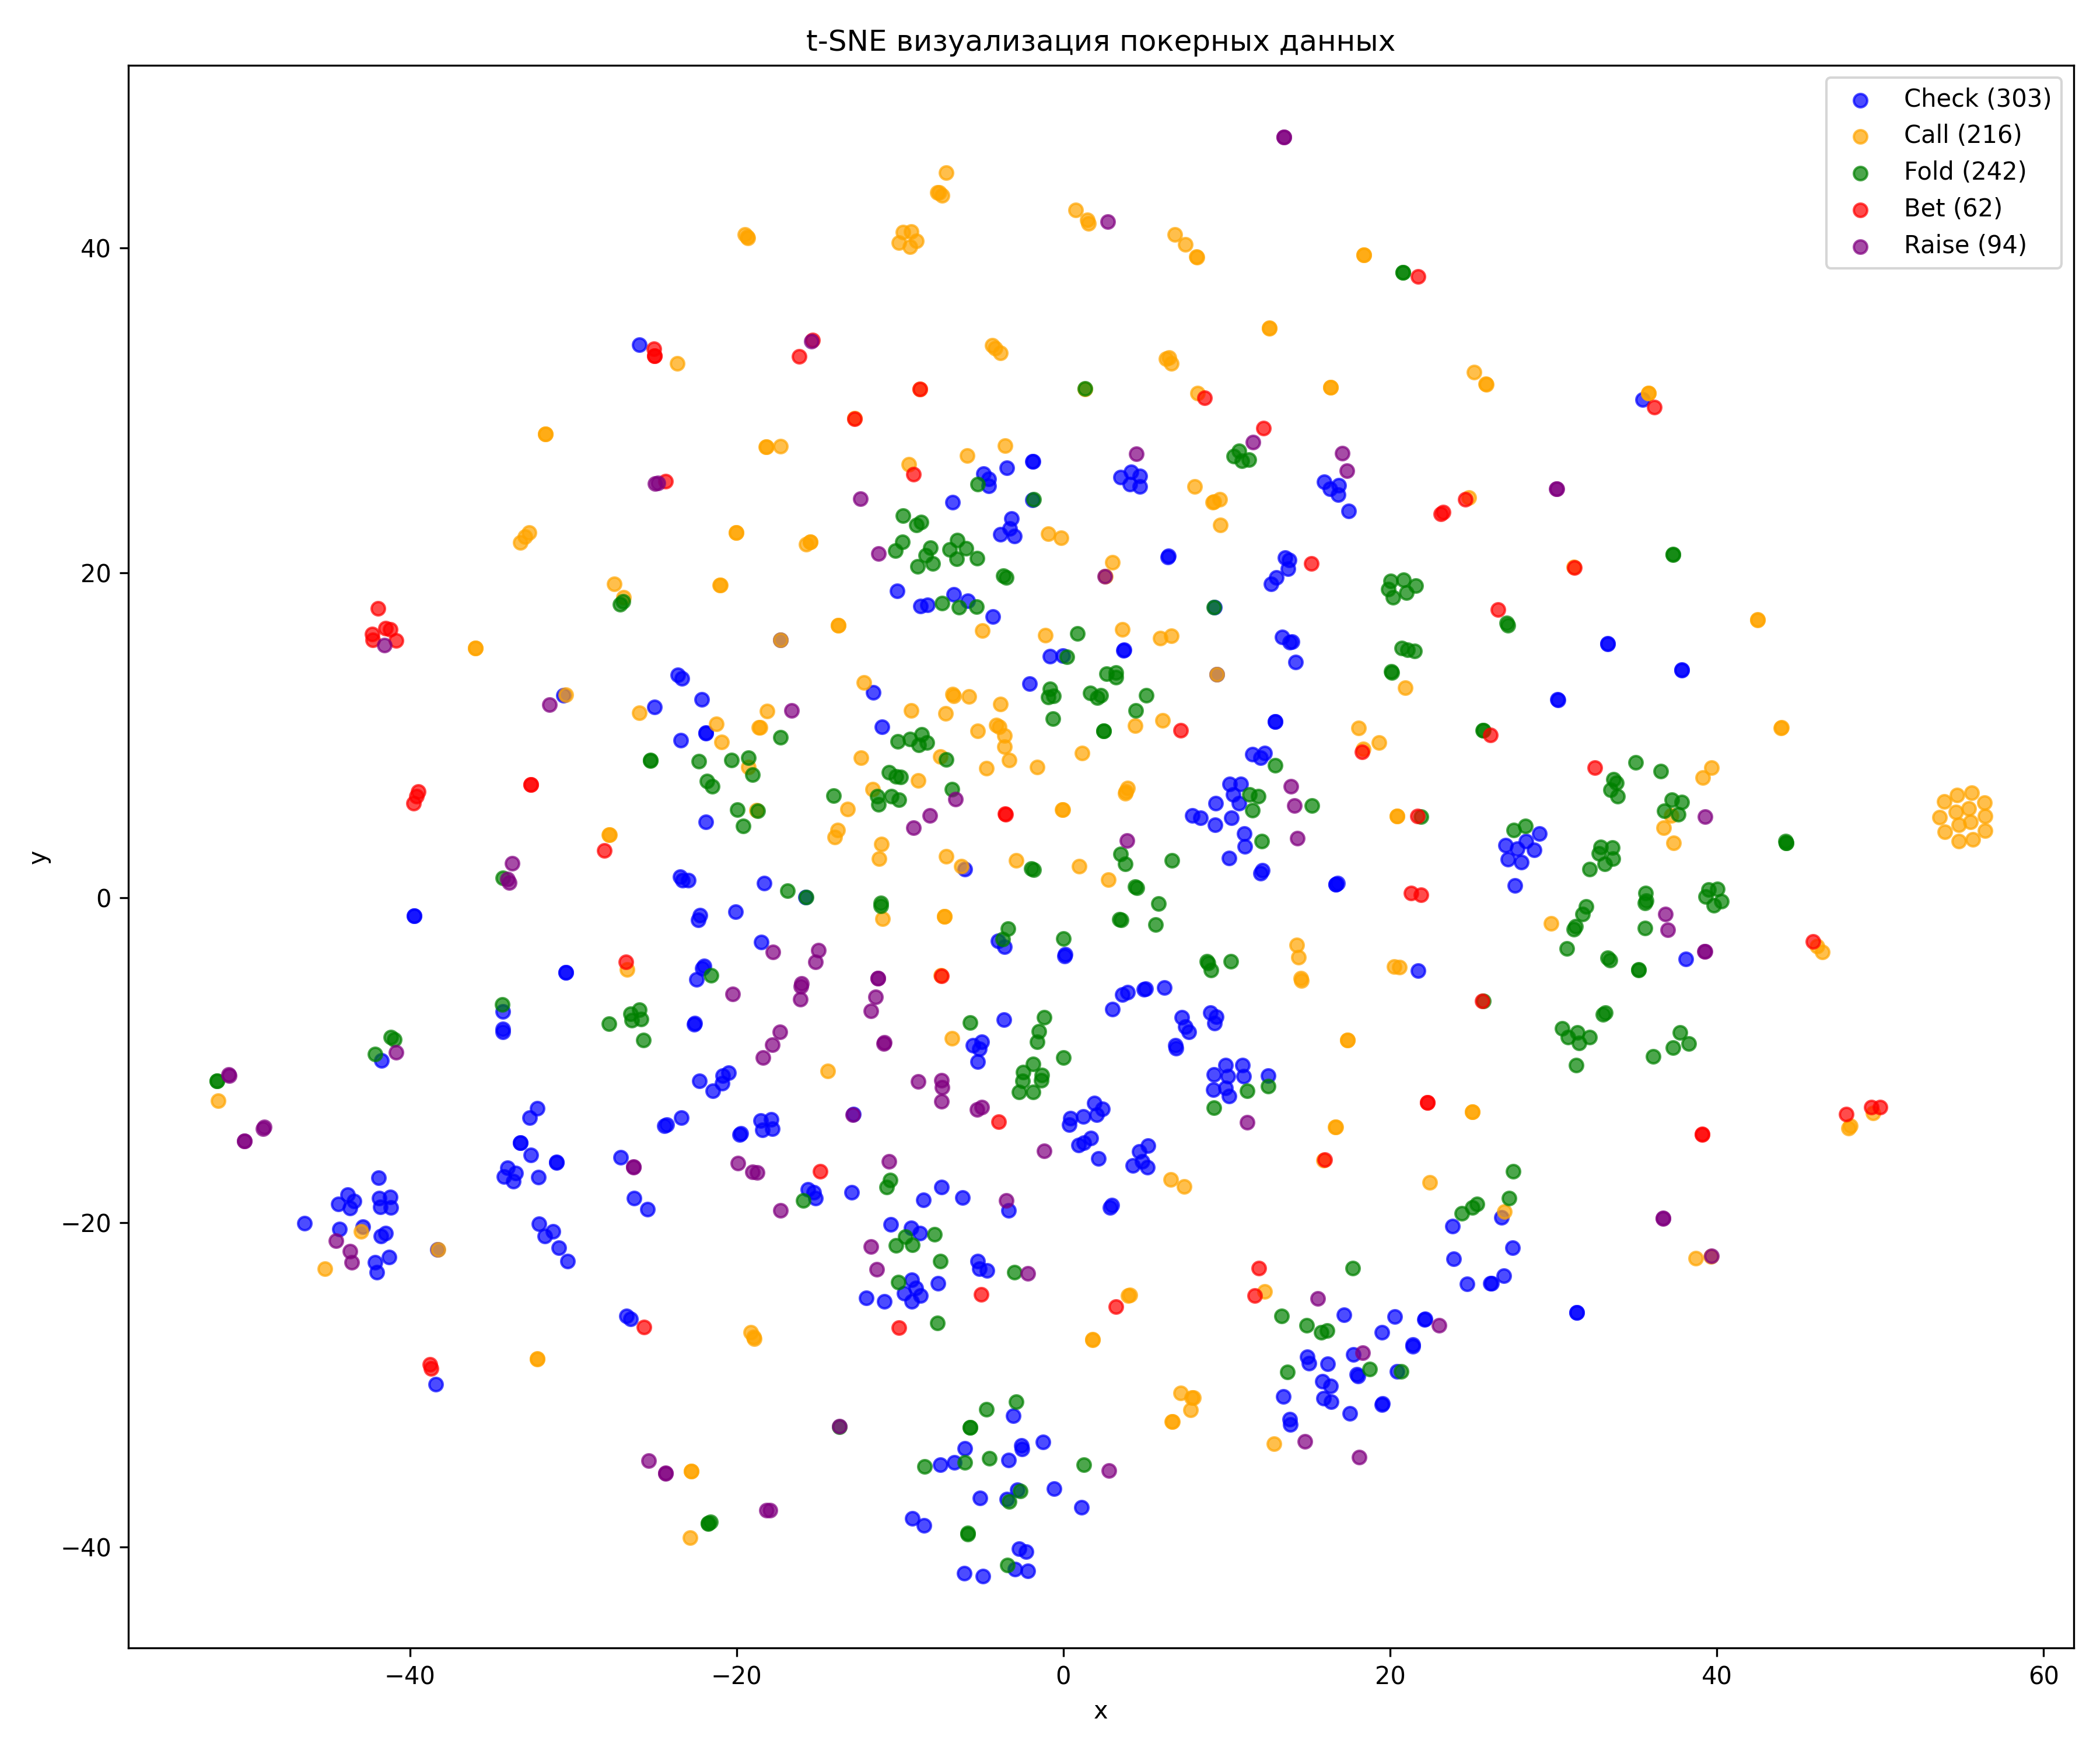 t-SNE визуализация покерных данных
Check (303)
Call (216)
Fold (242)
Bet (62)
Raise (94)
40
20
0
−20
−40
y
−40
−20
0
20
40
60
x